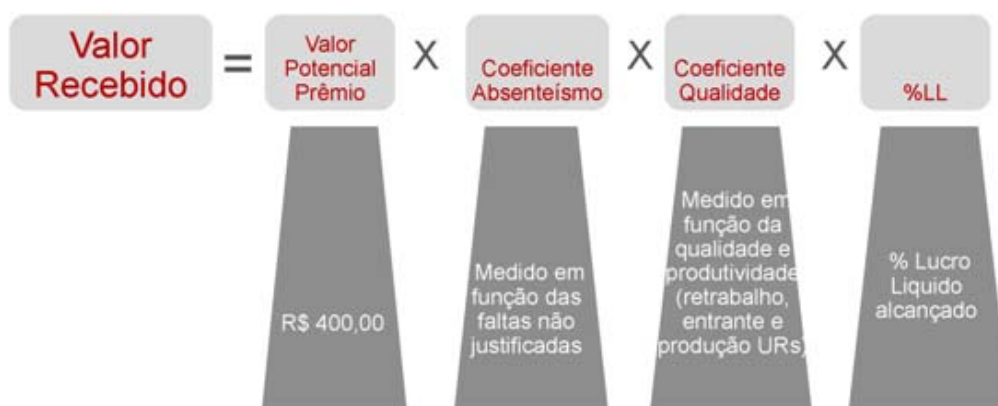 Valor
Recebido
=
Valor
Potencial
Prêmio
X
Coeficiente
Absenteísmo
X
Coeficiente
Qualidade
X
%LL
R$ 400,00
Medido em
função das
faltas não
justificadas
Medido em
função da
qualidade e
produtividade
(retrabalho,
entrante e
produção URs)
% Lucro
Liquido
alcançado